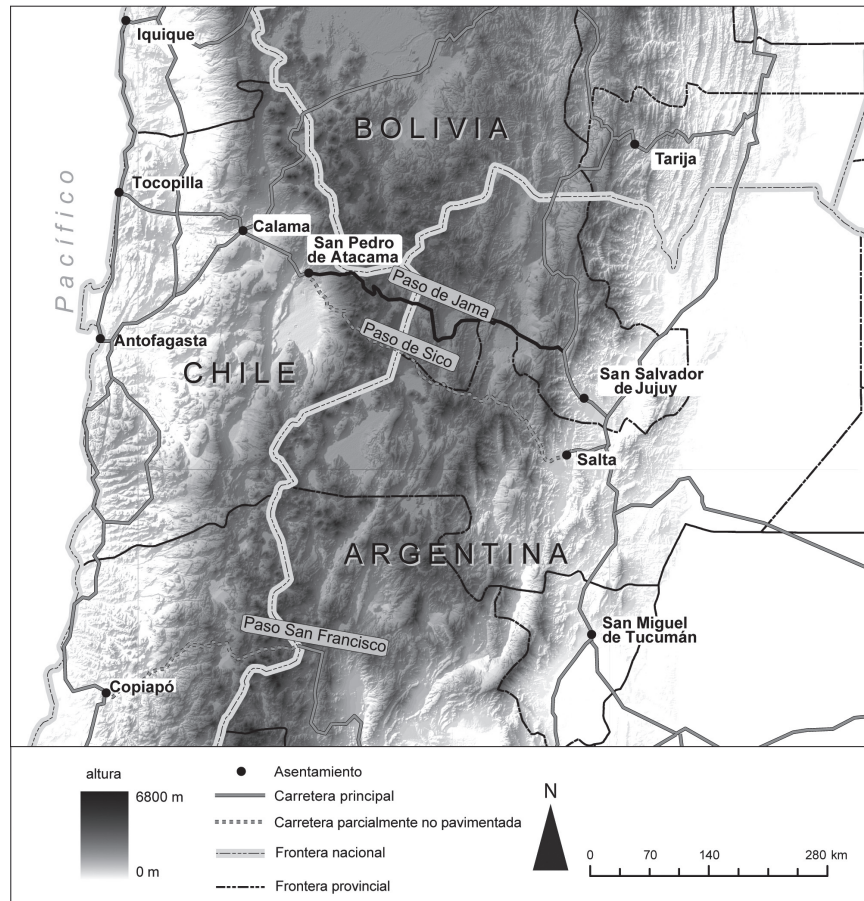 Iquique
BOLIVIA
Tarija
Tocopilla
Calama
San Pedro
de Atacama
Pacífico
Paso de Jama
Antofagasta
Paso de Sico
CHILE
San Salvador
de Jujuy
Salta
ARGENTINA
Paso San Francisco
San Miguel
de Tucumán
Copiapó
altura
6800 m
0 m
Asentamiento
Carretera principal
Carretera parcialmente no pavimentada
Frontera nacional
Frontera provincial
N
0 70 140 280 km